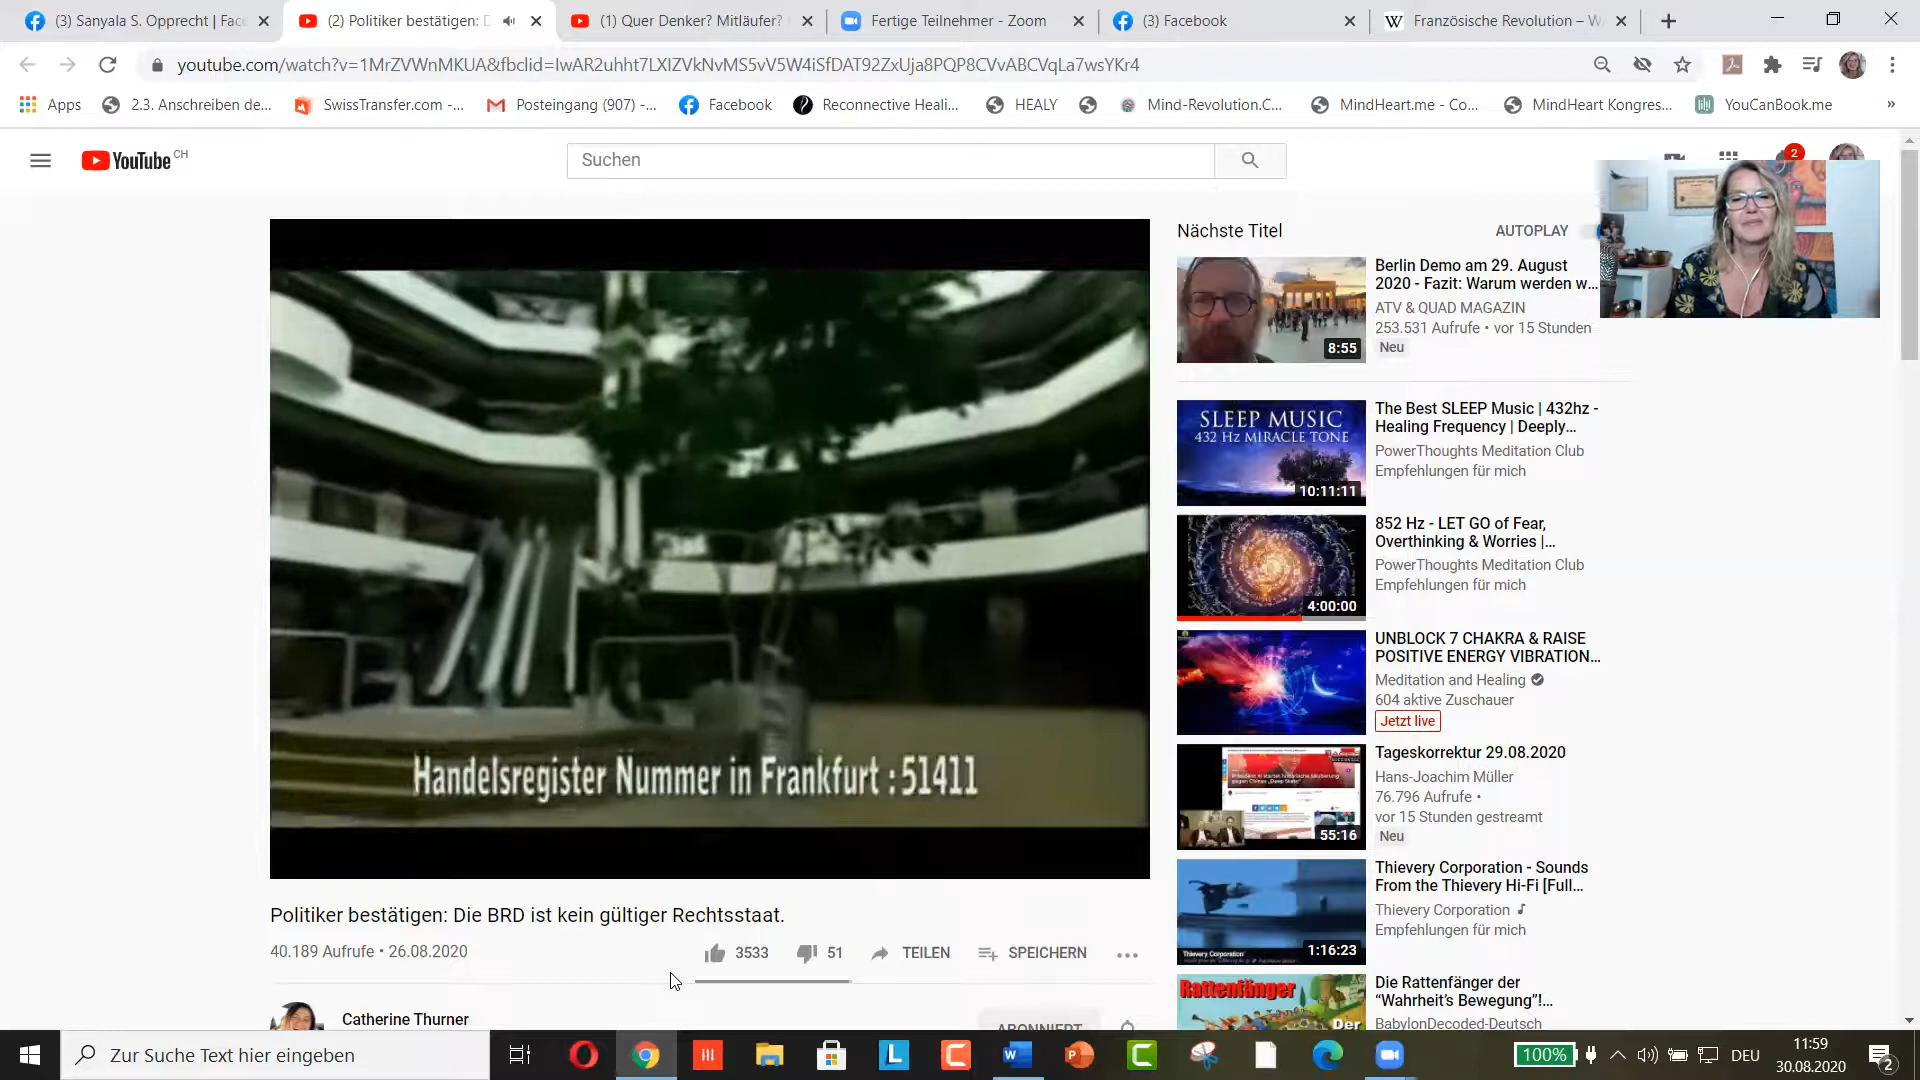 (3) Sanyala S. Opprecht | Fac
(2) Politiker bestätigen: D
(1) Quer Denker? Mitläufer?
Fertige Teilnehmer - Zoom
(3) Facebook
Französische Revolution – W
youtube.com/watch?v=1MrZVWnMKUA&fbclid=IwAR2uhht7LXIZVkNvMS5vV5W4iSfDAT92ZxUja8PQP8CVvABCVqLa7wsYKr4
Apps
2.3. Anschreiben de...
SwissTransfer.com -...
Posteingang (907) -...
Facebook
Reconnective Heali...
HEALY
Mind-Revolution.C...
MindHeart.me - Co...
MindHeart Kongres...
YouCanBook.me
»
YouTube CH
Suchen
2
Handelsregister Nummer in Frankfurt : 51411
Politiker bestätigen: Die BRD ist kein gültiger Rechtsstaat.
40.189 Aufrufe • 26.08.2020
3533
51
TEILEN
SPEICHERN
Catherine Thurner
ABONNIERT
Nächste Titel
AUTOPLAY
8:55
Berlin Demo am 29. August
2020 - Fazit: Warum werden w...
ATV & QUAD MAGAZIN
253.531 Aufrufe • vor 15 Stunden
Neu
SLEEP MUSIC
432 HZ MIRACLE TONE
10:11:11
The Best SLEEP Music | 432hz -
Healing Frequency | Deeply...
PowerThoughts Meditation Club
Empfehlungen für mich
4:00:00
852 Hz - LET GO of Fear,
Overthinking & Worries |...
PowerThoughts Meditation Club
Empfehlungen für mich
UNBLOCK 7 CHAKRA & RAISE
POSITIVE ENERGY VIBRATION...
Meditation and Healing
604 aktive Zuschauer
Jetzt live
55:16
Tageskorrektur 29.08.2020
Hans-Joachim Müller
76.796 Aufrufe •
vor 15 Stunden gestreamt
Neu
Thievery Corporation
1:16:23
Thievery Corporation - Sounds
From the Thievery Hi-Fi [Full...
Thievery Corporation
Empfehlungen für mich
Rattenfänger
Der
Die Rattenfänger der
“Wahrheit’s Bewegung”!...
BabylonDecoded-Deutsch
Zur Suche Text hier eingeben
100%
DEU
11:59
30.08.2020
2